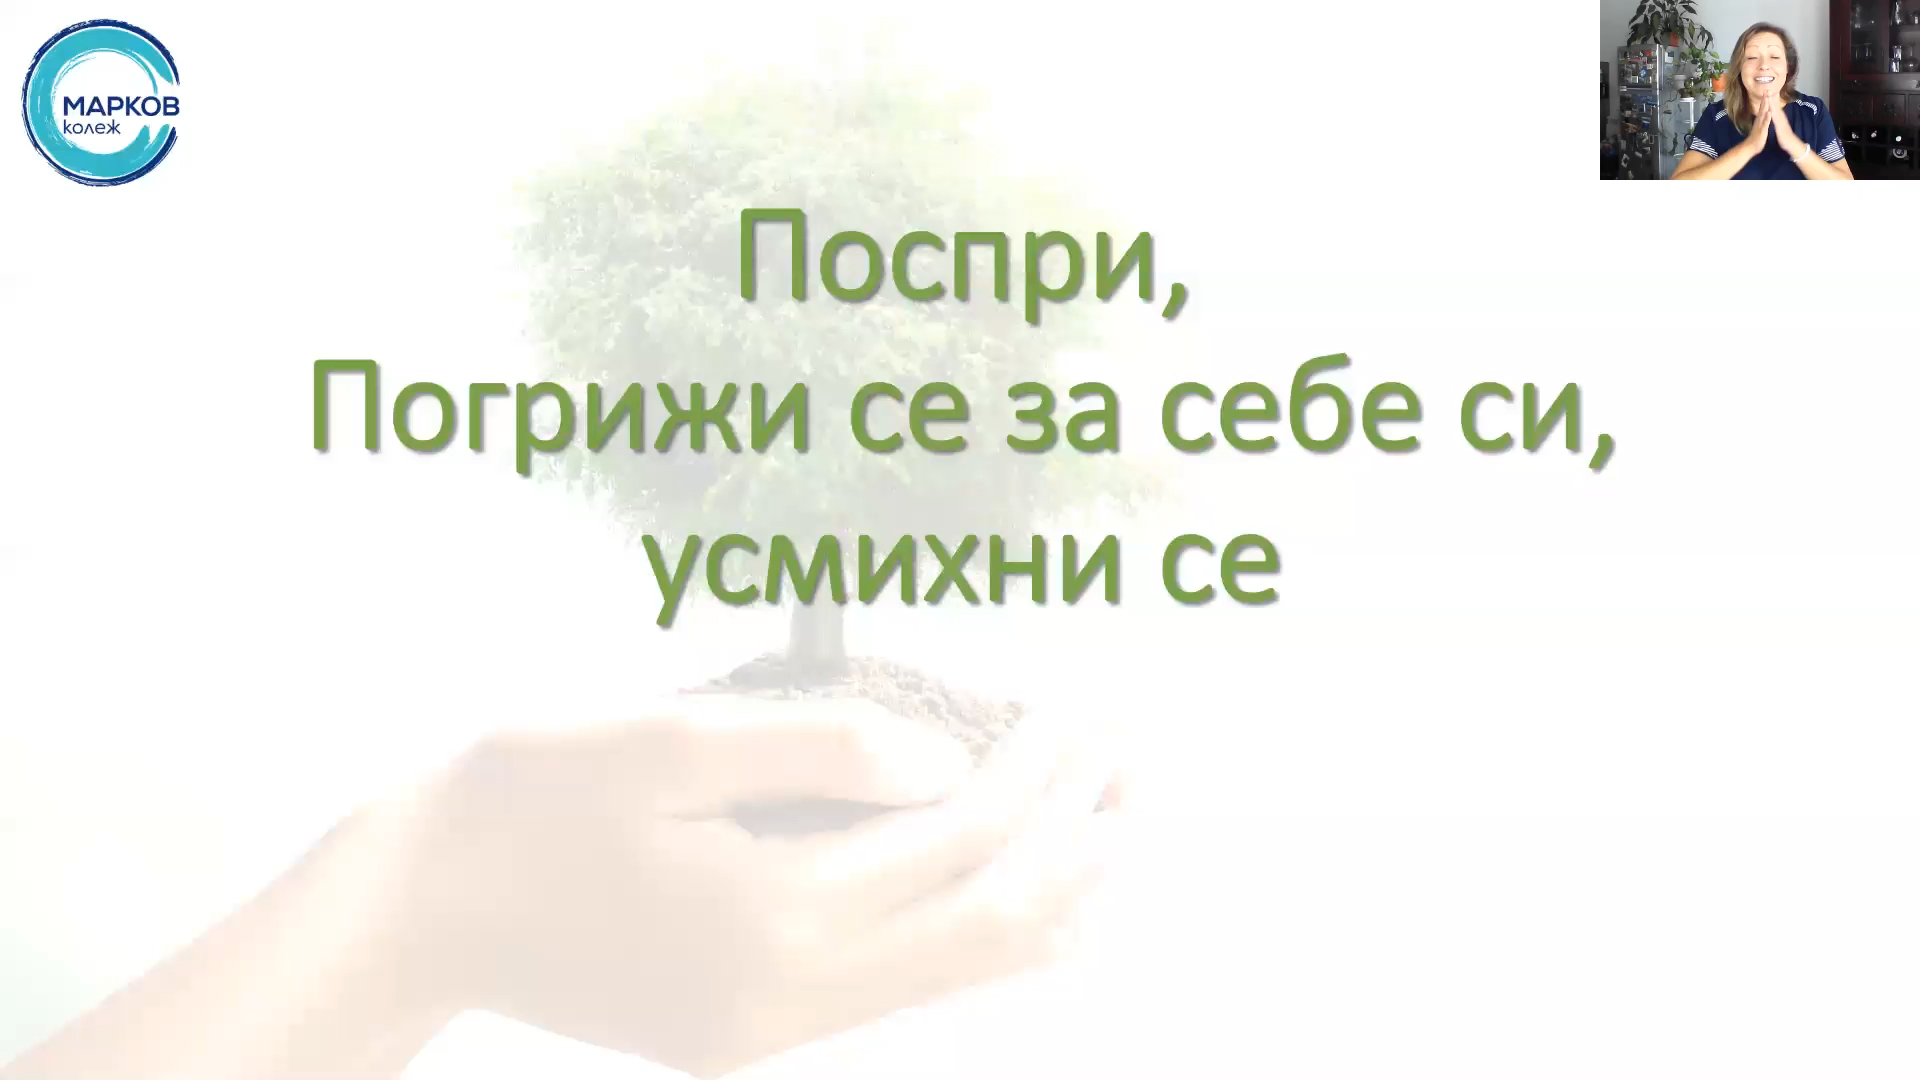 МАРКОВ
колеж
Поспри,
Погрижи се за себе си,
усмихни се